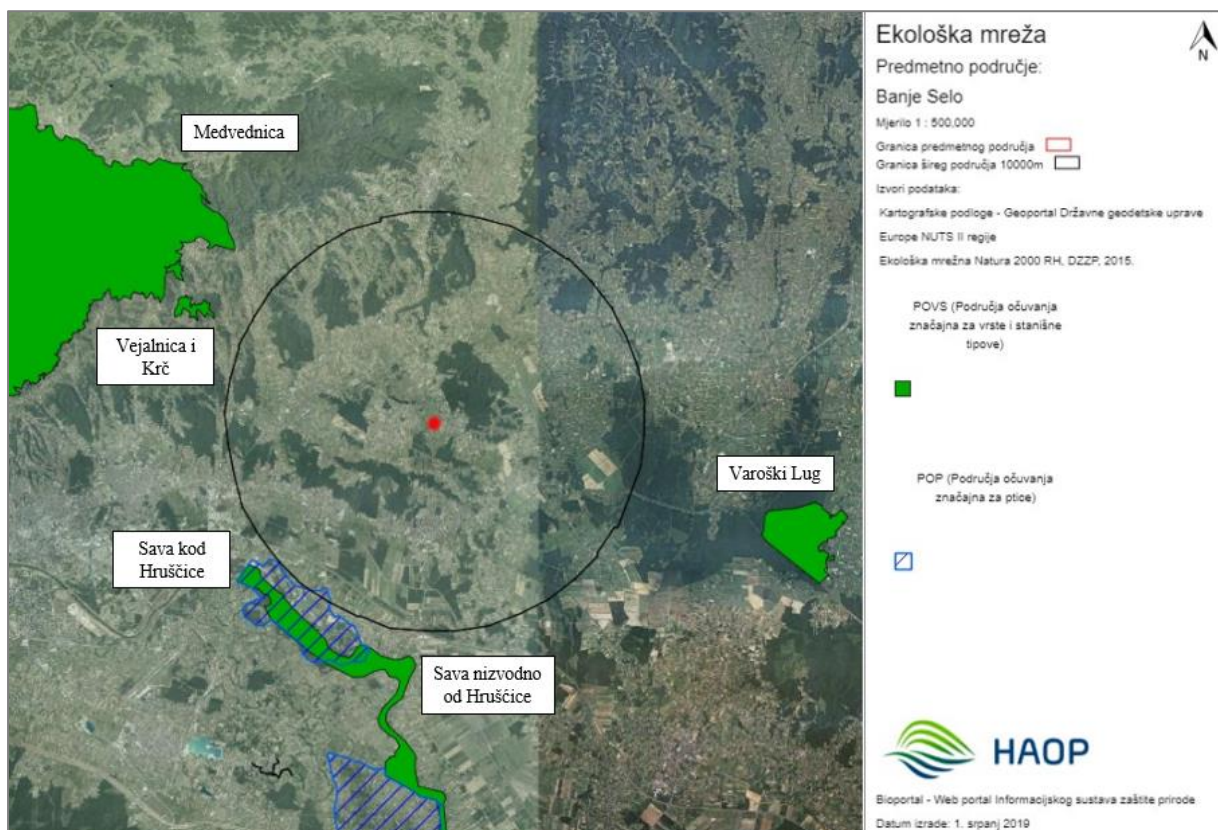 Medvednica
Vejalnica i
Krč
Sava kod
Hruščice
Sava nizvodno
od Hrušćice
Varoški Lug
Ekološka mreža
N
Predmetno područje:
Banje Selo
Mjerilo 1 : 500,000
Granica predmetnog područja
Granica šireg područja 10000m
Izvori podataka:
Kartografske podloge - Geoportal Državne geodetske uprave
Europe NUTS II regije
Ekološka mrežna Natura 2000 RH, DZZP, 2015.
POVS (Područja očuvanja
značajna za vrste i stanišne
tipove)
POP (Područja očuvanja
značajna za ptice)
HAOP
Bioportal - Web portal Informacijskog sustava zaštite prirode
Datum izrade: 1. srpanj 2019